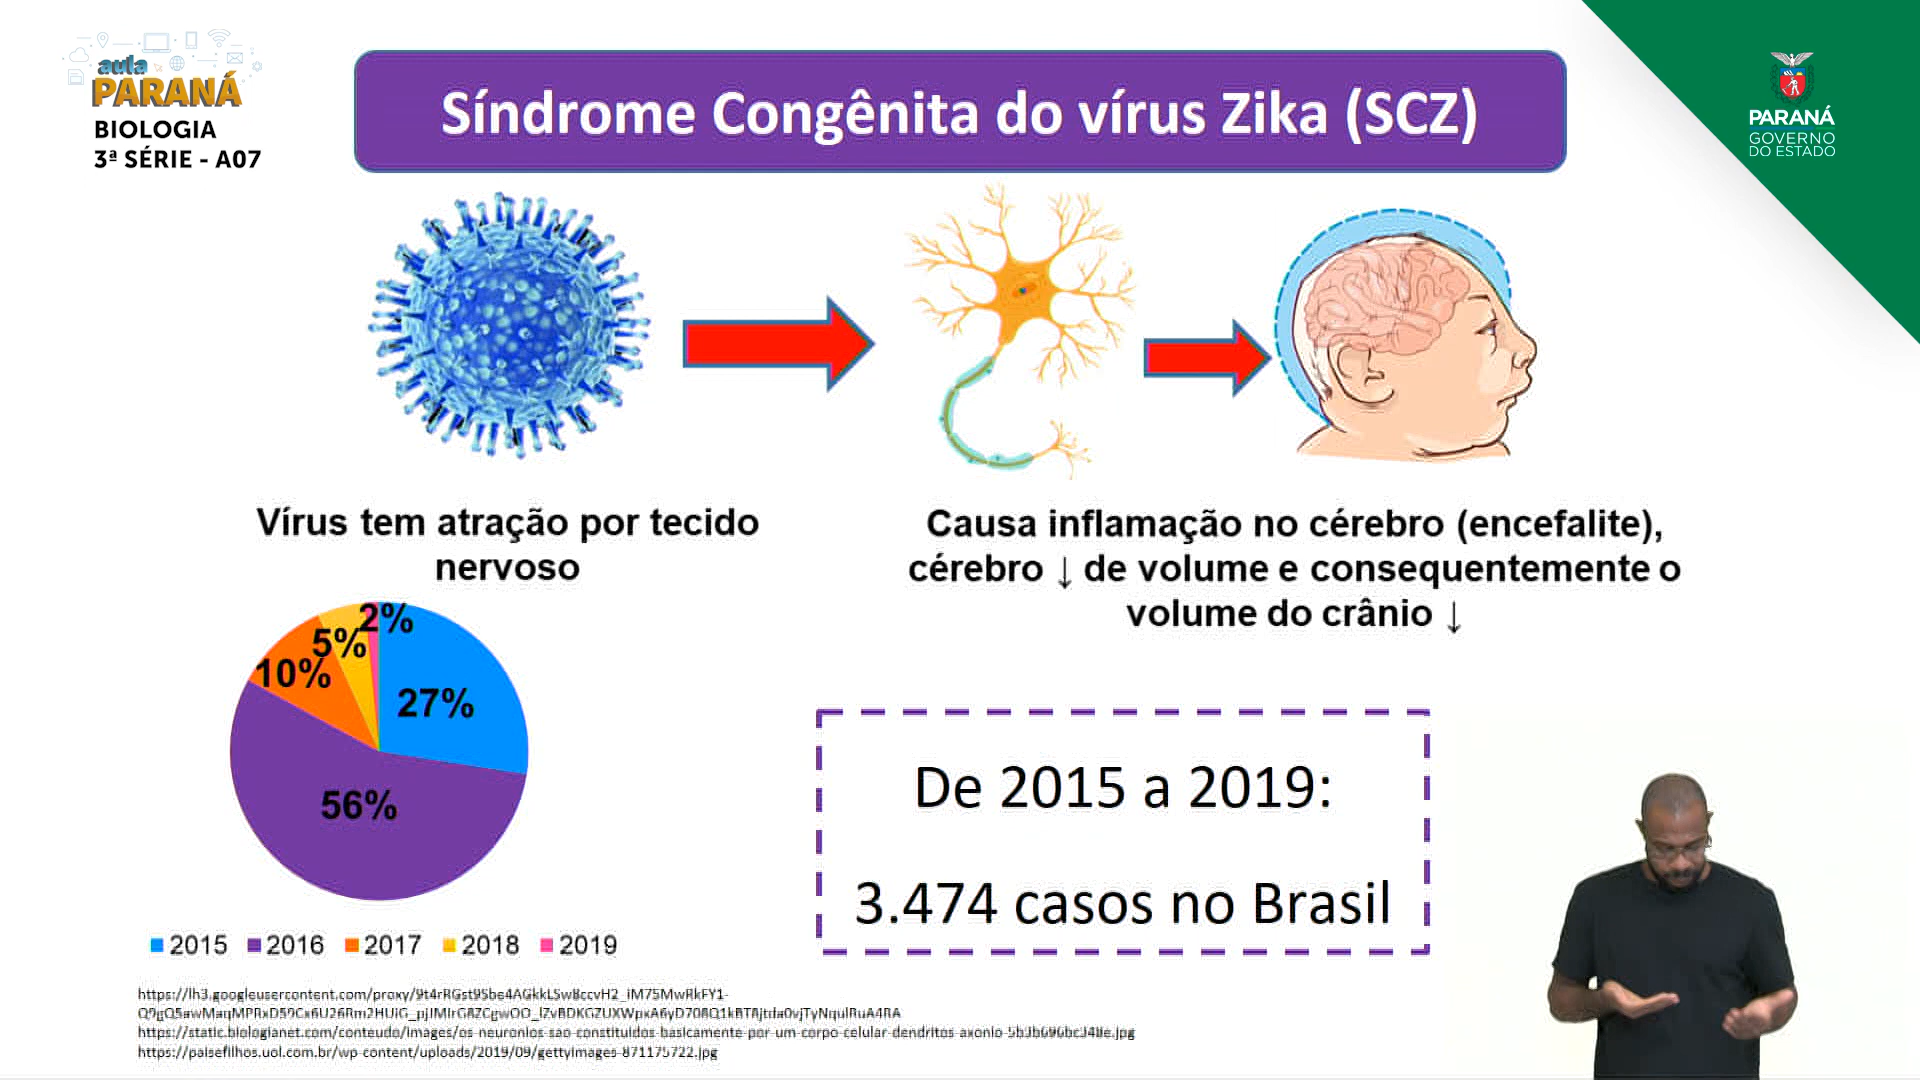 aula
PARANÁ
BIOLOGIA
3ª SÉRIE - A07
Síndrome Congênita do vírus Zika (SCZ)
PARANÁ
GOVERNO
DO ESTADO
Vírus tem atração por tecido
nervoso
Causa inflamação no cérebro (encefalite),
cérebro ↓ de volume e consequentemente o
volume do crânio ↓
2%
5%
10%
27%
56%
2015 2016 2017 2018 2019
De 2015 a 2019:
3.474 casos no Brasil
https://paisefilhos.uol.com.br/wp-content/uploads/2019/09/gettyimages-871175722.jpg